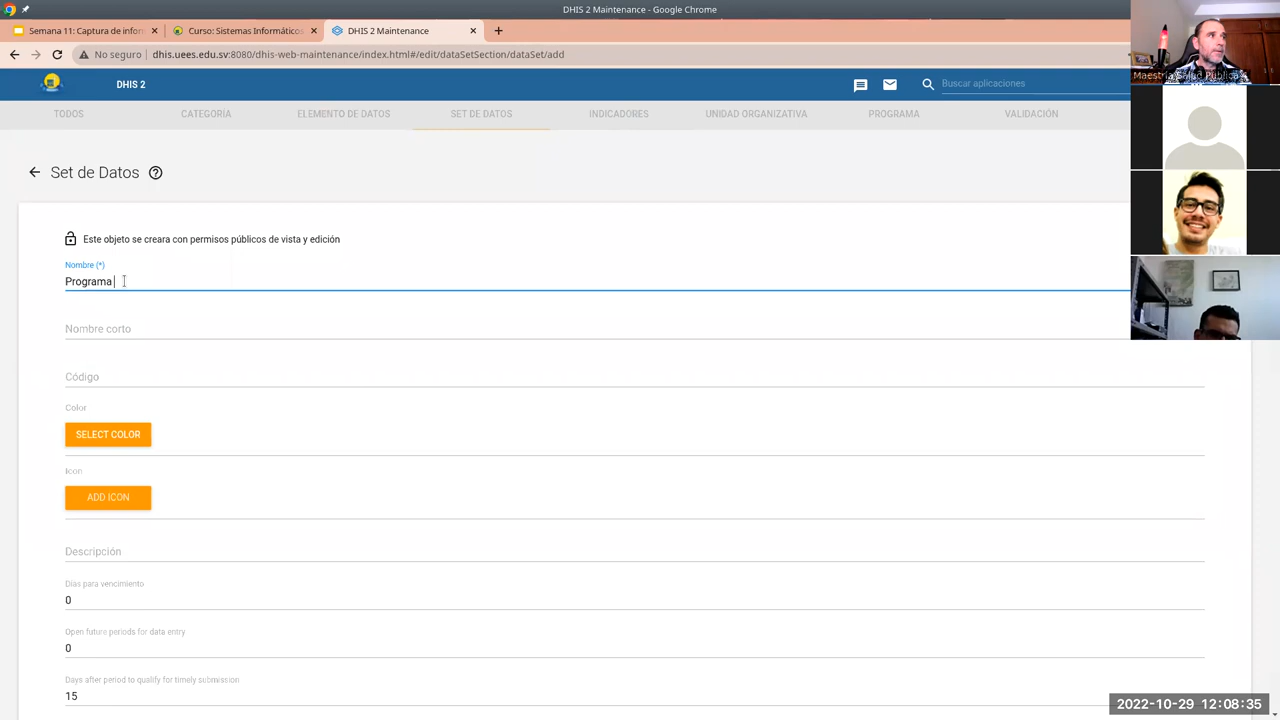 DHIS 2 Maintenance - Google Chrome
Semana 11: Captura de infor
Curso: Sistemas Informáticos
DHIS 2 Maintenance
No seguro
dhis.uees.edu.sv:8080/dhis-web-maintenance/index.html#/edit/dataSetSection/dataSet/add
DHIS 2
Buscar aplicaciones
Maestría Salud Pública
TODOS
CATEGORÍA
ELEMENTO DE DATOS
SET DE DATOS
INDICADORES
UNIDAD ORGANIZATIVA
PROGRAMA
VALIDACIÓN
Set de Datos
Este objeto se creara con permisos públicos de vista y edición
Nombre (*)
Programa
Nombre corto
Código
Color
SELECT COLOR
Icon
ADD ICON
Descripción
Días para vencimiento
0
Open future periods for data entry
0
Days after period to qualify for timely submission
15
2022-10-29 12:08:35